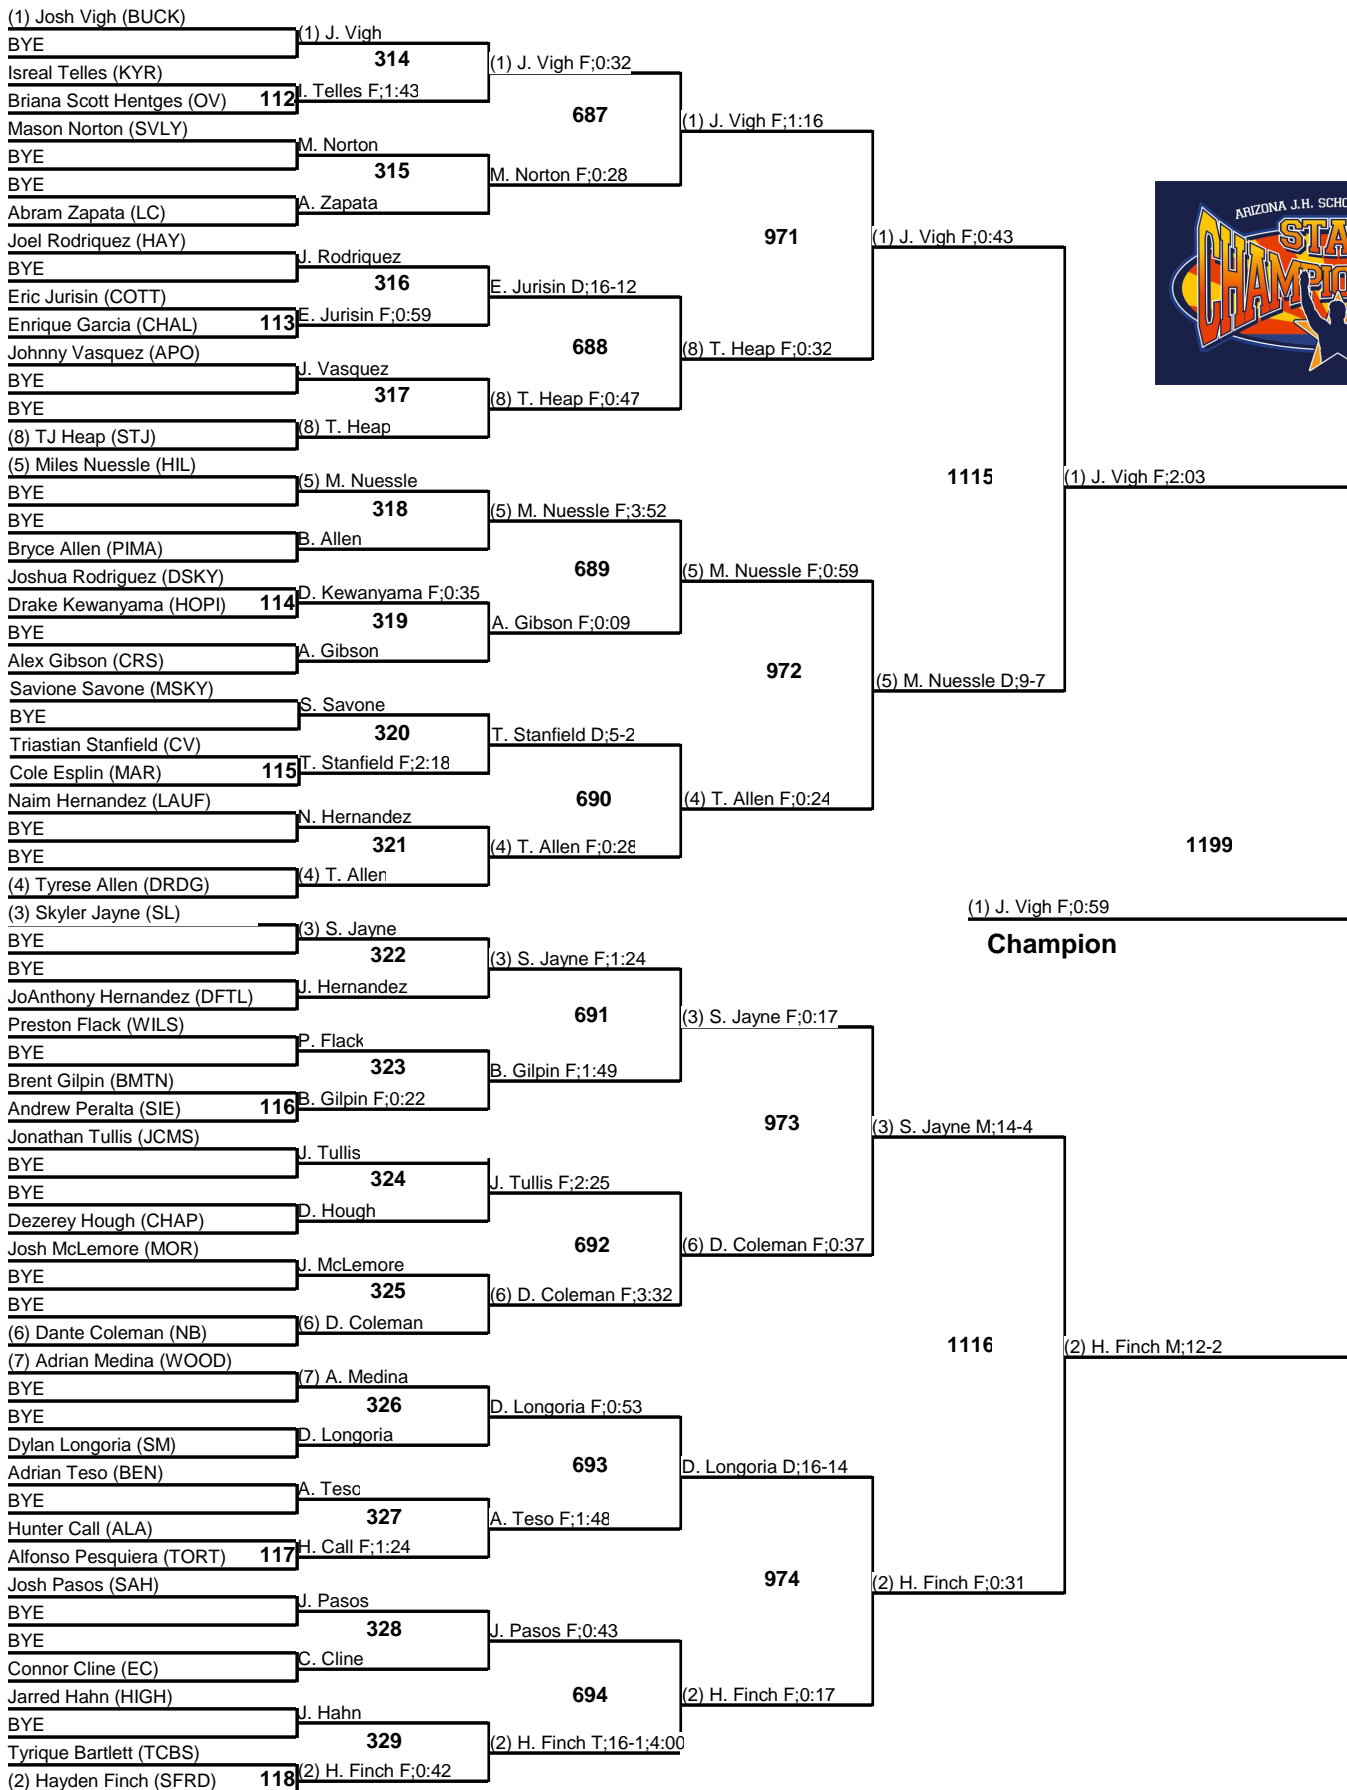 (1) Josh Vigh (BUCK)
BYE
Isreal Telles (KYR)
Briana Scott Hentges (OV) 112
Mason Norton (SVLY)
BYE
BYE
Abram Zapata (LC)
Joel Rodriquez (HAY)
BYE
Eric Jurisin (COTT)
Enrique Garcia (CHAL) 113
Johnny Vasquez (APO)
BYE
BYE
(8) TJ Heap (STJ)
(5) Miles Nuessle (HIL)
BYE
BYE
Bryce Allen (PIMA)
Joshua Rodriguez (DSKY)
Drake Kewanyama (HOPI) 114
BYE
Alex Gibson (CRS)
Savione Savone (MSKY)
BYE
Triastian Stanfield (CV)
Cole Esplin (MAR) 115
Naim Hernandez (LAUF)
BYE
BYE
(4) Tyrese Allen (DRDG)
(3) Skyler Jayne (SL)
BYE
BYE
JoAnthony Hernandez (DFTL)
Preston Flack (WILS)
BYE
Brent Gilpin (BMTN)
Andrew Peralta (SIE) 116
Jonathan Tullis (JCMS)
BYE
BYE
Dezerey Hough (CHAP)
Josh McLemore (MOR)
BYE
BYE
(6) Dante Coleman (NB)
(7) Adrian Medina (WOOD)
BYE
BYE
Dylan Longoria (SM)
Adrian Teso (BEN)
BYE
Hunter Call (ALA)
Alfonso Pesquiera (TORT) 117
Josh Pasos (SAH)
BYE
BYE
Connor Cline (EC)
Jarred Hahn (HIGH)
BYE
Tyrique Bartlett (TCBS)
(2) Hayden Finch (SFRD) 118
(1) J. Vigh
314
I. Telles F;1:43
M. Norton
315
A. Zapata
J. Rodriquez
316
E. Jurisin F;0:59
J. Vasquez
317
(8) T. Heap
(5) M. Nuessle
318
B. Allen
D. Kewanyama F;0:35
319
A. Gibson
S. Savone
320
T. Stanfield F;2:18
N. Hernandez
321
(4) T. Allen
(3) S. Jayne
322
J. Hernandez
P. Flack
323
B. Gilpin F;0:22
J. Tullis
324
D. Hough
J. McLemore
325
(6) D. Coleman
(7) A. Medina
326
D. Longoria
A. Teso
327
H. Call F;1:24
J. Pasos
328
C. Cline
J. Hahn
329
(2) H. Finch F;0:42
(1) J. Vigh F;0:32
687
M. Norton F;0:28
E. Jurisin D;16-12
688
(8) T. Heap F;0:47
(5) M. Nuessle F;3:52
689
A. Gibson F;0:09
T. Stanfield D;5-2
690
(4) T. Allen F;0:28
(3) S. Jayne F;1:24
691
B. Gilpin F;1:49
J. Tullis F;2:25
692
(6) D. Coleman F;3:32
D. Longoria F;0:53
693
A. Teso F;1:48
J. Pasos F;0:43
694
(2) H. Finch T;16-1;4:00
(1) J. Vigh F;1:16
971
(8) T. Heap F;0:32
(5) M. Nuessle F;0:59
972
(4) T. Allen F;0:24
(3) S. Jayne F;0:17
973
(6) D. Coleman F;0:37
D. Longoria D;16-14
974
(2) H. Finch F;0:17
(1) J. Vigh F;0:43
1115
(5) M. Nuessle D;9-7
(3) S. Jayne M;14-4
1116
(2) H. Finch F;0:31
(1) J. Vigh F;2:03
1199
(2) H. Finch M;12-2
(1) J. Vigh F;0:59
Champion
ARIZONA J.H. SCHO
STA
CHAMPIO